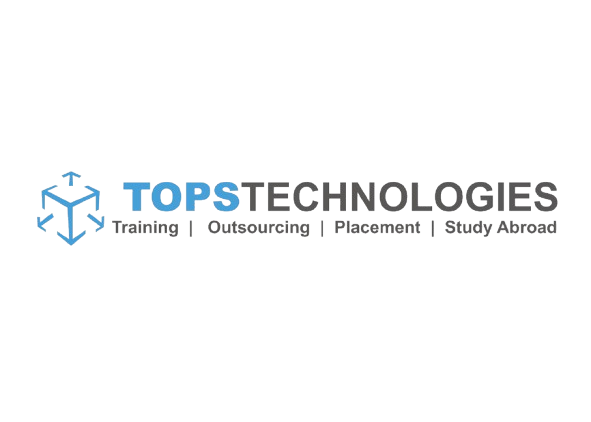 TOPSTECHNOLOGIES
Training | Outsourcing | Placement | Study Abroad